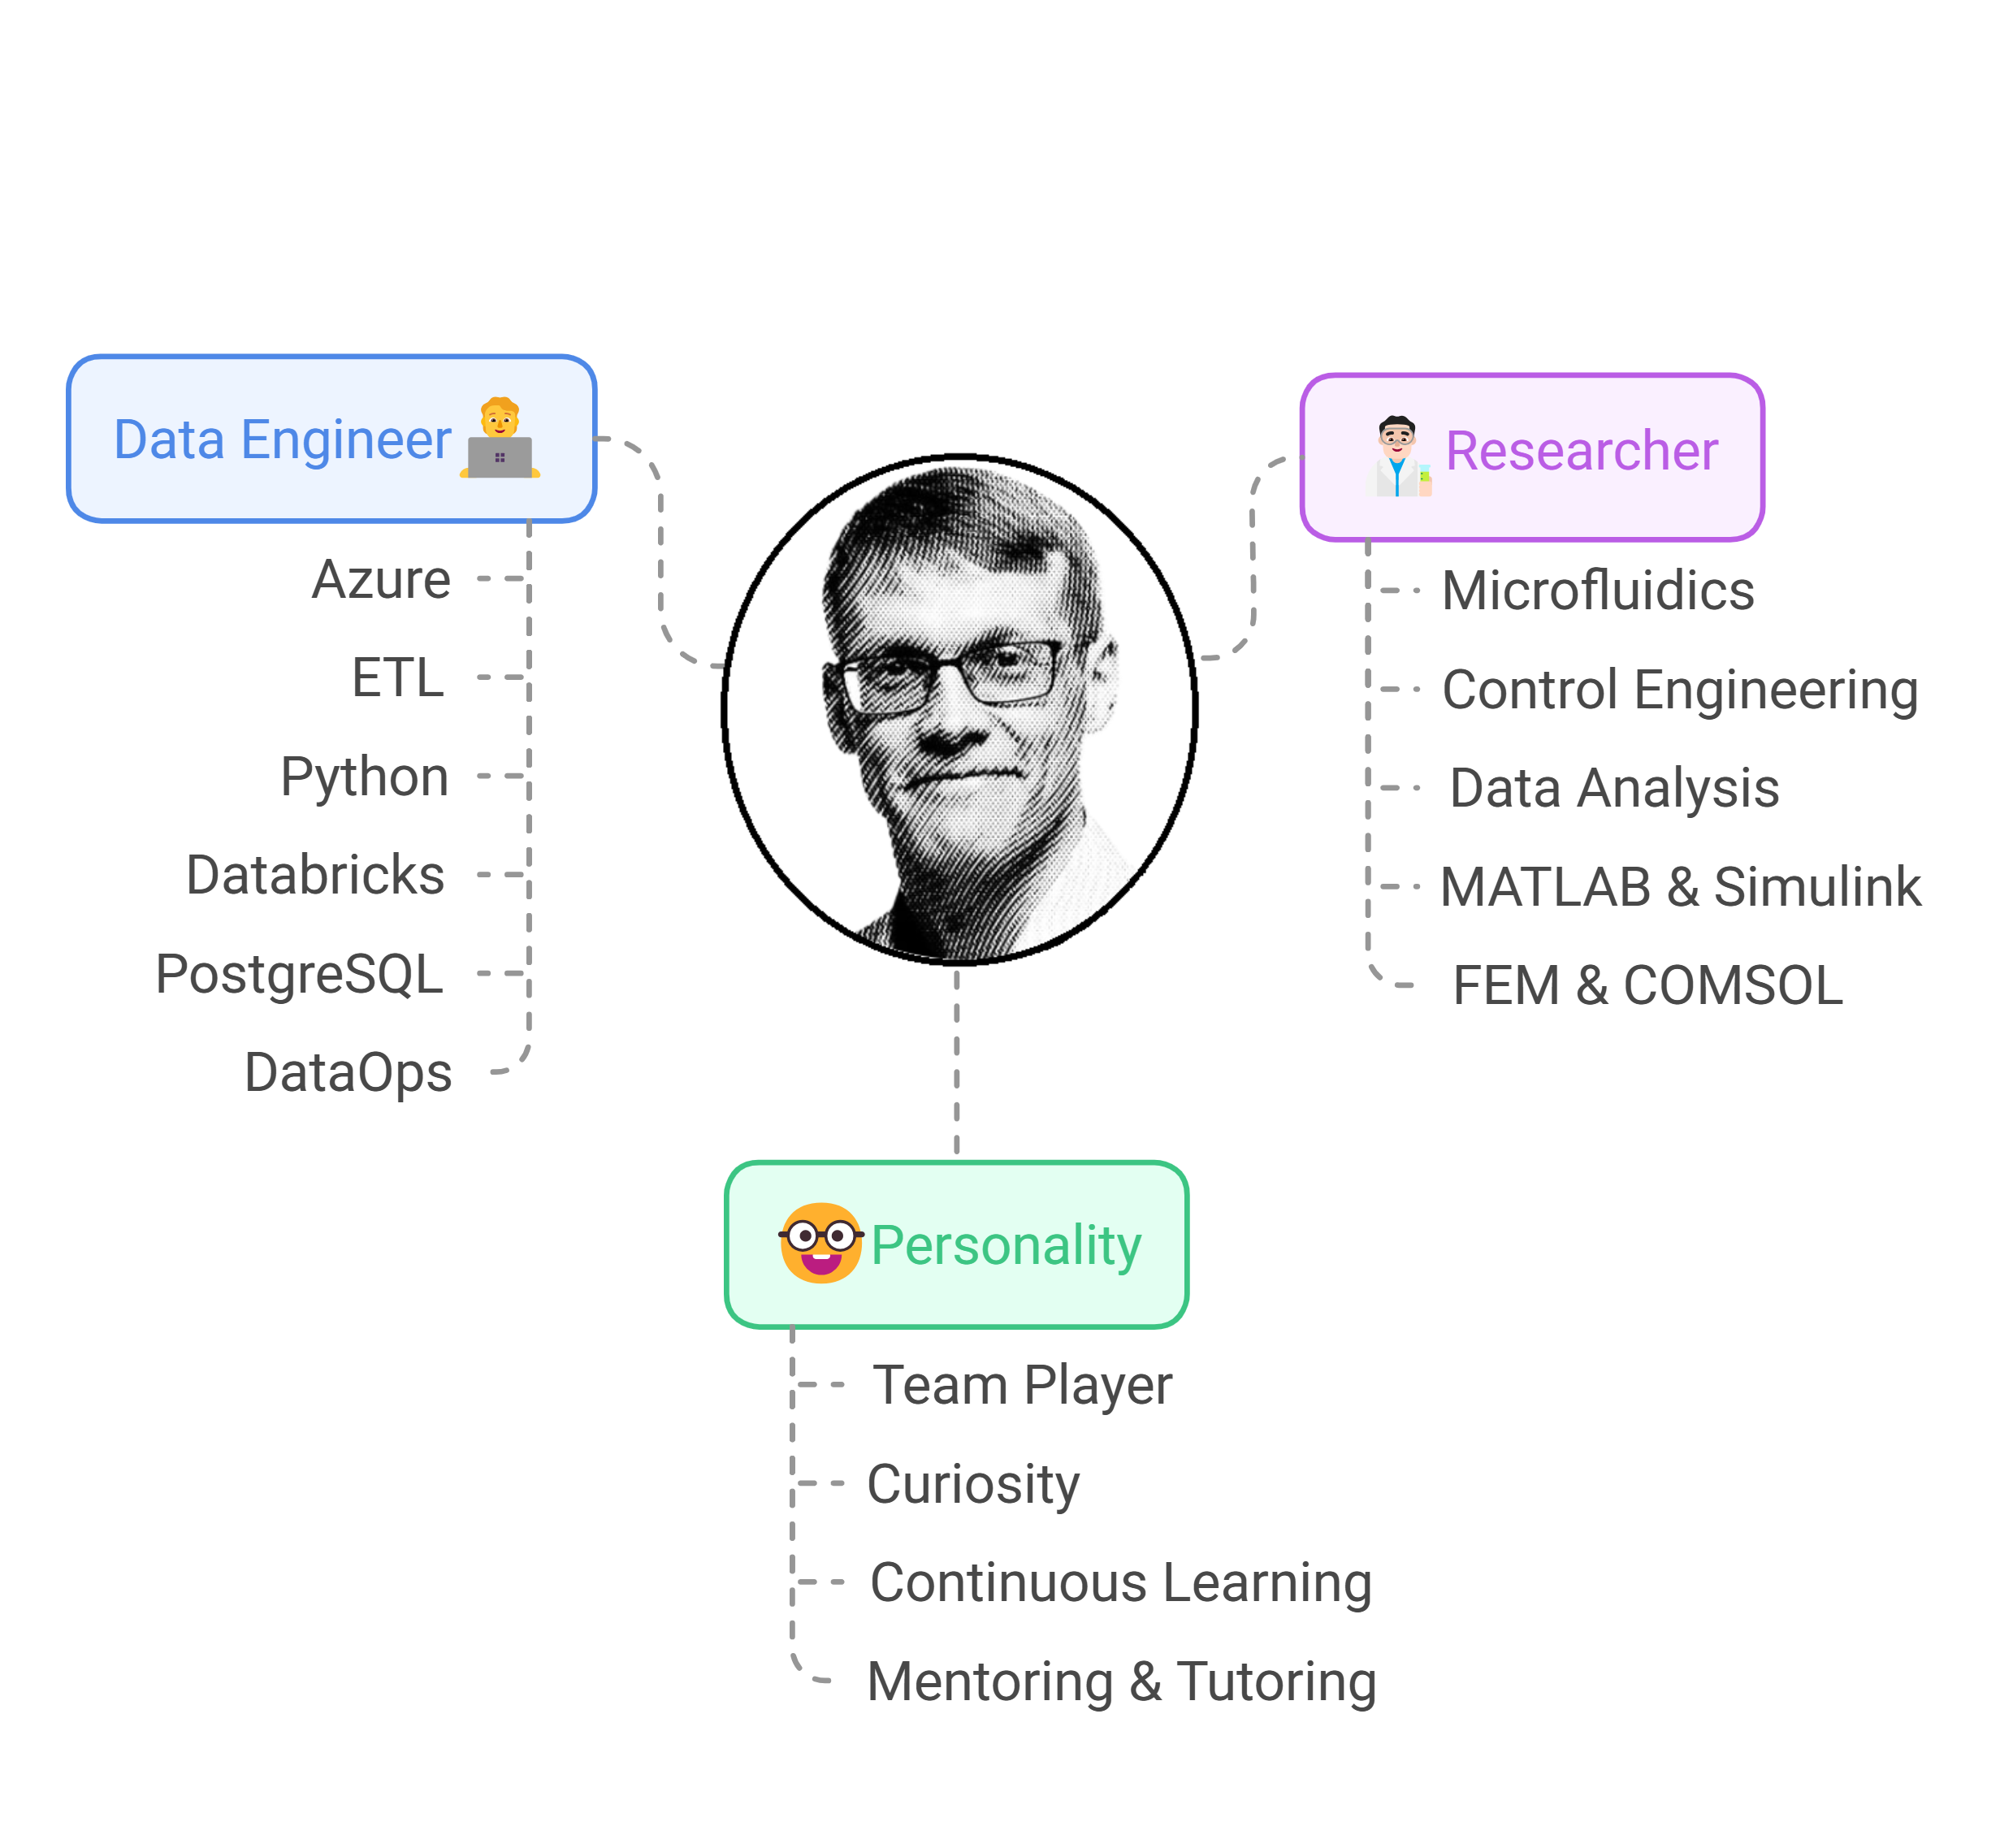 Data Engineer
Azure
ETL
Python
Databricks
PostgreSQL
DataOps
Researcher
Microfluidics
Control Engineering
Data Analysis
MATLAB & Simulink
FEM & COMSOL
Personality
Team Player
Curiosity
Continuous Learning
Mentoring & Tutoring